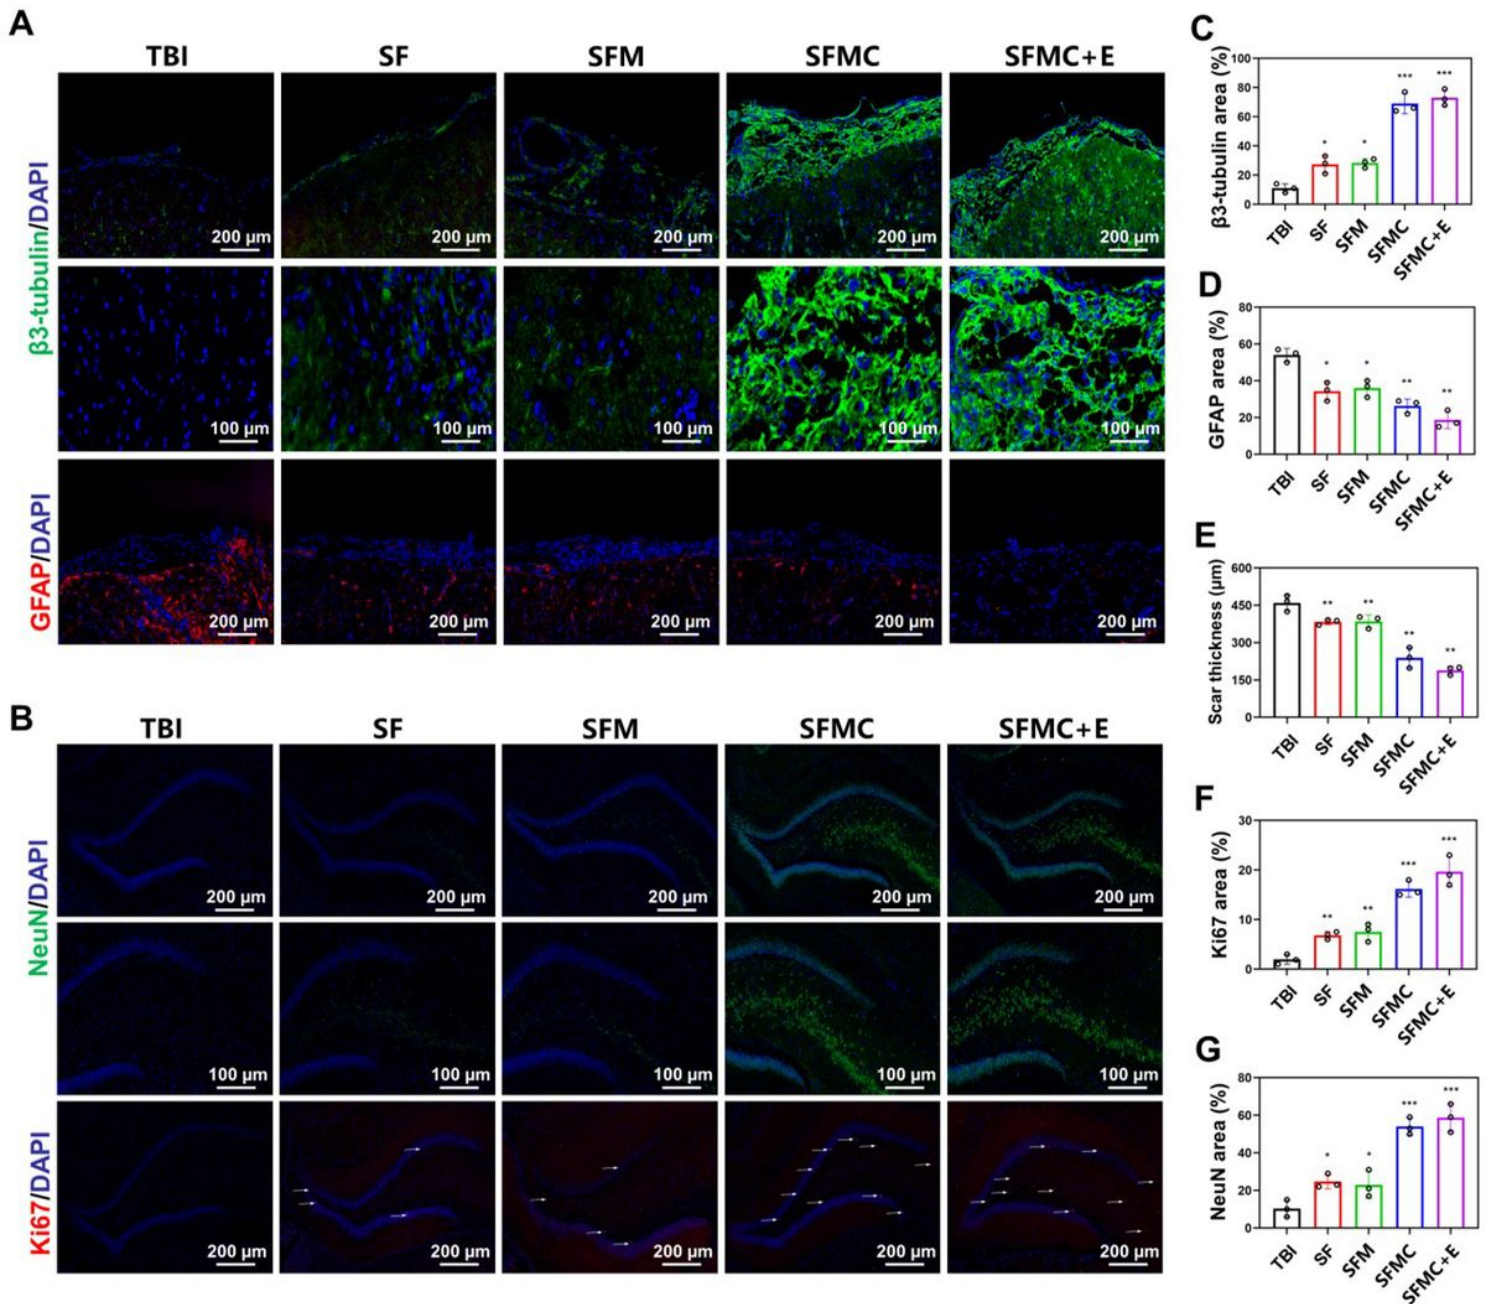 A
TBI SF SFM SFMC SFMC+E
β3-tubulin/DAPI
200 μm 200 μm 200 μm 200 μm 200 μm
100 μm 100 μm 100 μm 100 μm 100 μm
GFAP/DAPI
200 μm 200 μm 200 μm 200 μm 200 μm
B
TBI SF SFM SFMC SFMC+E
NeuN/DAPI
200 μm 200 μm 200 μm 200 μm 200 μm
100 μm 100 μm 100 μm 100 μm 100 μm
Ki67/DAPI
200 μm 200 μm 200 μm 200 μm 200 μm
C
β3-tubulin area (%)
100
80
60
40
20
0
* * *** ***
TBI SF SFM SFMC SFMC+E
D
GFAP area (%)
80
60
40
20
0
* * ** **
TBI SF SFM SFMC SFMC+E
E
Scar thickness (μm)
600
450
300
150
0
** ** ** **
TBI SF SFM SFMC SFMC+E
F
Ki67 area (%)
30
20
10
0
** ** *** ***
TBI SF SFM SFMC SFMC+E
G
NeuN area (%)
80
60
40
20
0
* * *** ***
TBI SF SFM SFMC SFMC+E